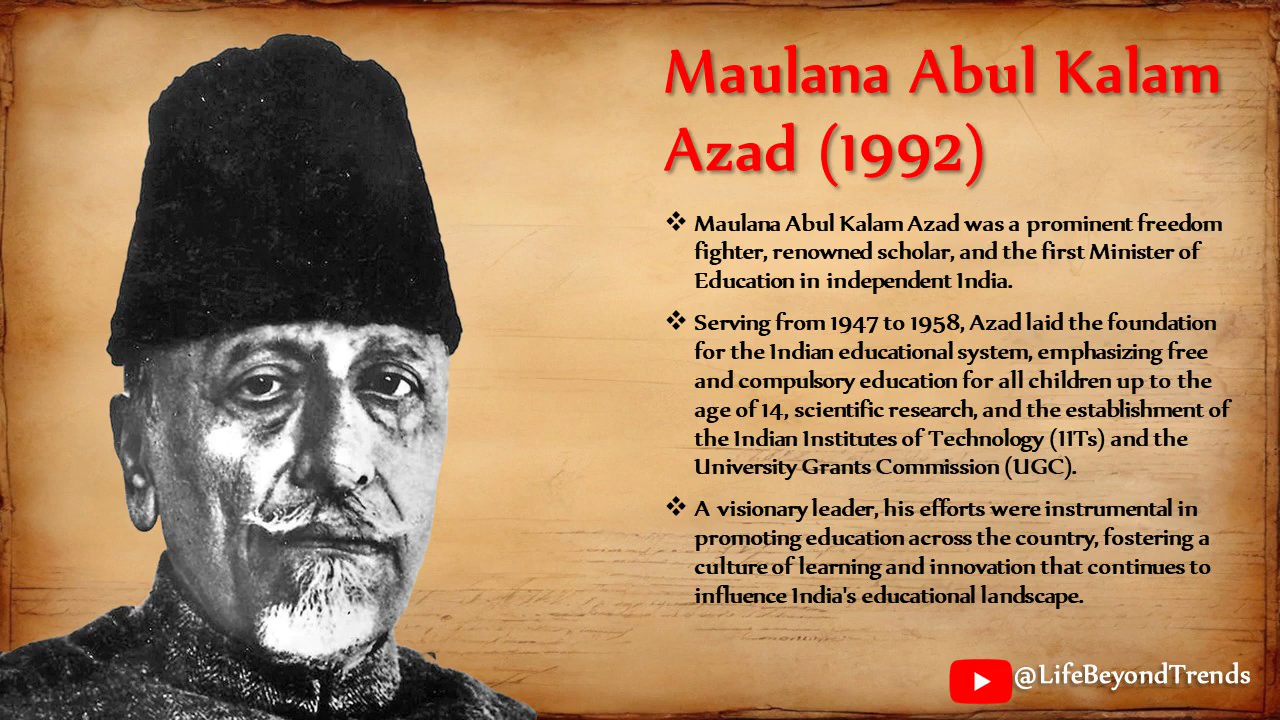 Maulana Abul Kalam
Azad (1992)
❖ Maulana Abul Kalam Azad was a prominent freedom
fighter, renowned scholar, and the first Minister of
Education in independent India.
❖ Serving from 1947 to 1958, Azad laid the foundation
for the Indian educational system, emphasizing free
and compulsory education for all children up to the
age of 14, scientific research, and the establishment of
the Indian Institutes of Technology (IITs) and the
University Grants Commission (UGC).
❖ A visionary leader, his efforts were instrumental in
promoting education across the country, fostering a
culture of learning and innovation that continues to
influence India's educational landscape.
@LifeBeyondTrends